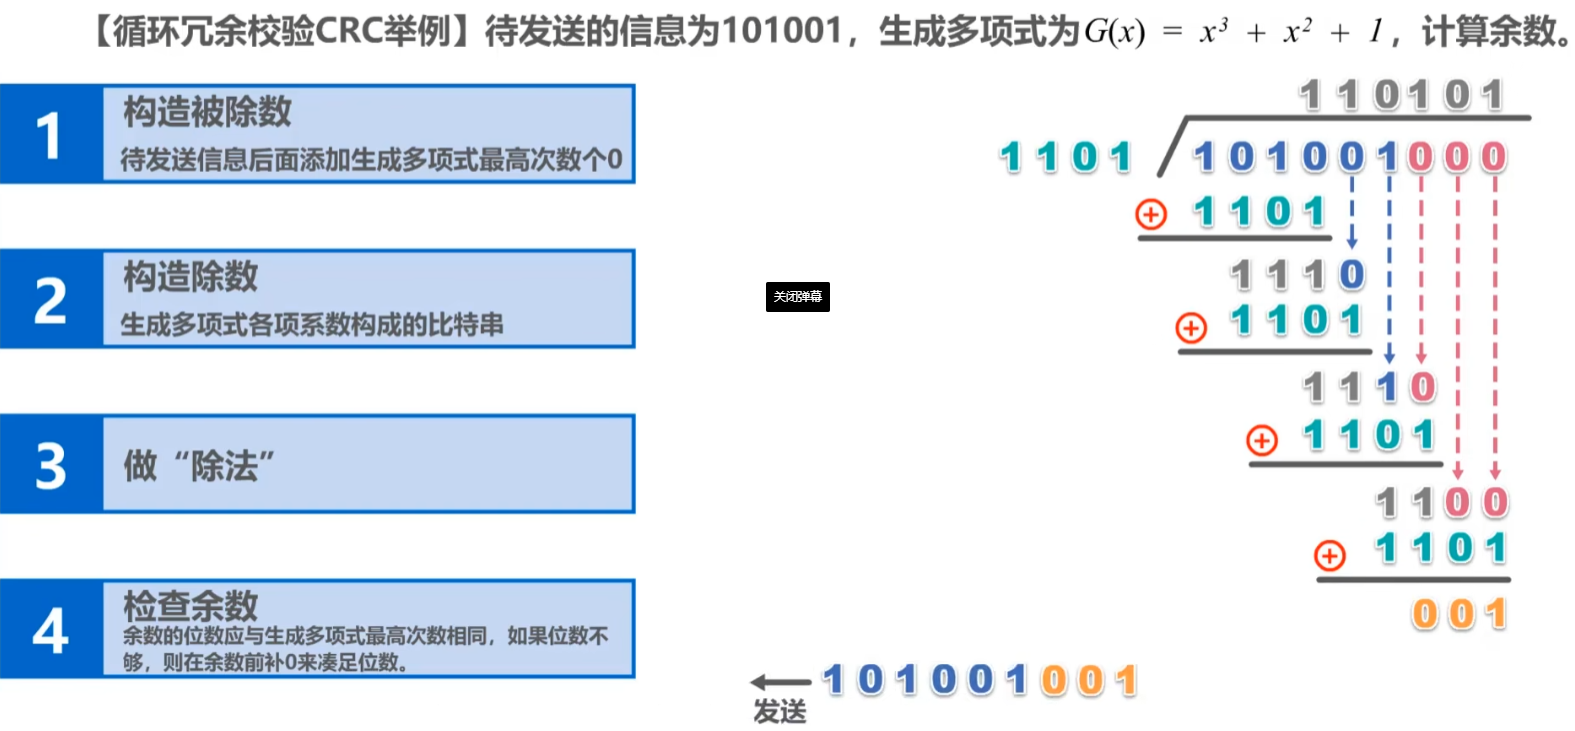 【循环冗余校验CRC举例】待发送的信息为101001，生成多项式为G(x) = x³ + x² + 1，计算余数。
1
构造被除数
待发送信息后面添加生成多项式最高次数个0
2
构造除数
生成多项式各项系数构成的比特串
3
做“除法”
4
检查余数
余数的位数应与生成多项式最高次数相同，如果位数不
够，则在余数前补0来凑足位数。
关闭弹幕
110101
1101 101001000
⊕ 1101
1110
⊕ 1101
1110
⊕ 1101
1100
⊕ 1101
001
101001001
发送